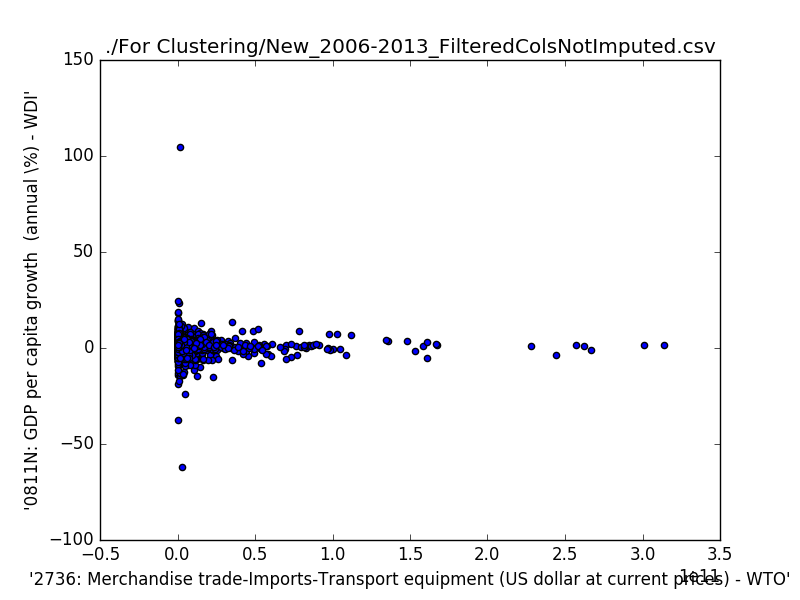 ./For Clustering/New_2006-2013_FilteredColsNotImputed.csv
150
100
50
0
−50
−100
'0811N: GDP per capita growth  (annual \%) - WDI'
−0.5 0.0 0.5 1.0 1.5 2.0 2.5 3.0 3.5
1e11
'2736: Merchandise trade-Imports-Transport equipment (US dollar at current prices) - WTO'